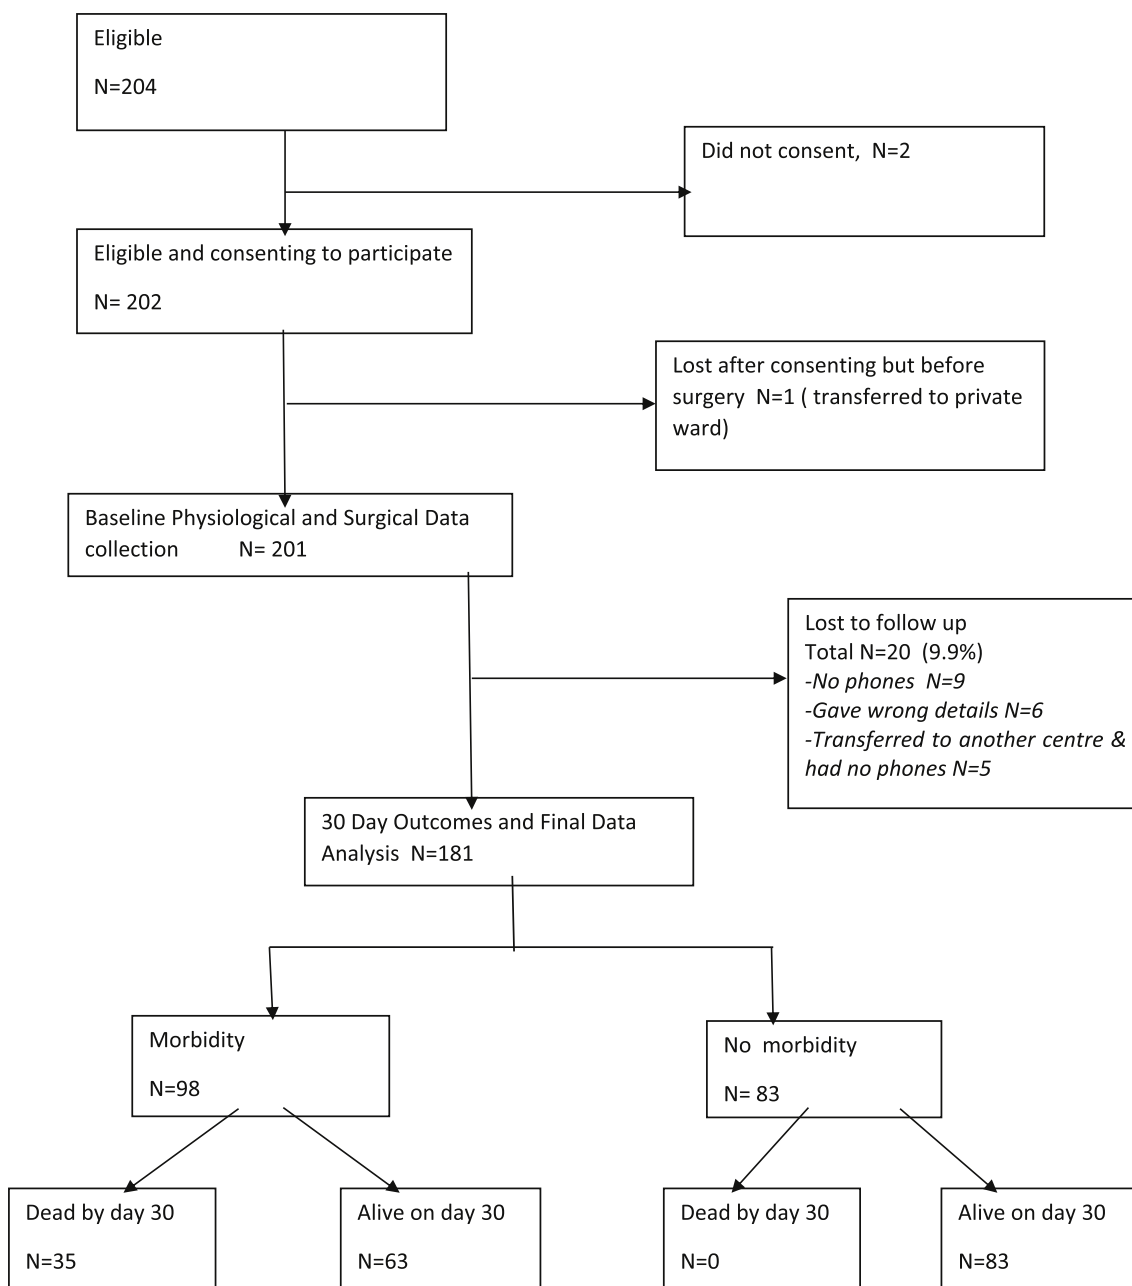 Eligible
N=204
Did not consent,  N=2
Eligible and consenting to participate
N= 202
Lost after consenting but before
surgery  N=1 ( transferred to private
ward)
Baseline Physiological and Surgical Data
collection          N= 201
Lost to follow up
Total N=20  (9.9%)
-No phones  N=9
-Gave wrong details N=6
-Transferred to another centre &
had no phones N=5
30 Day Outcomes and Final Data
Analysis  N=181
Morbidity
N=98
No  morbidity
N= 83
Dead by day 30
N=35
Alive on day 30
N=63
Dead by day 30
N=0
Alive on day 30
N=83